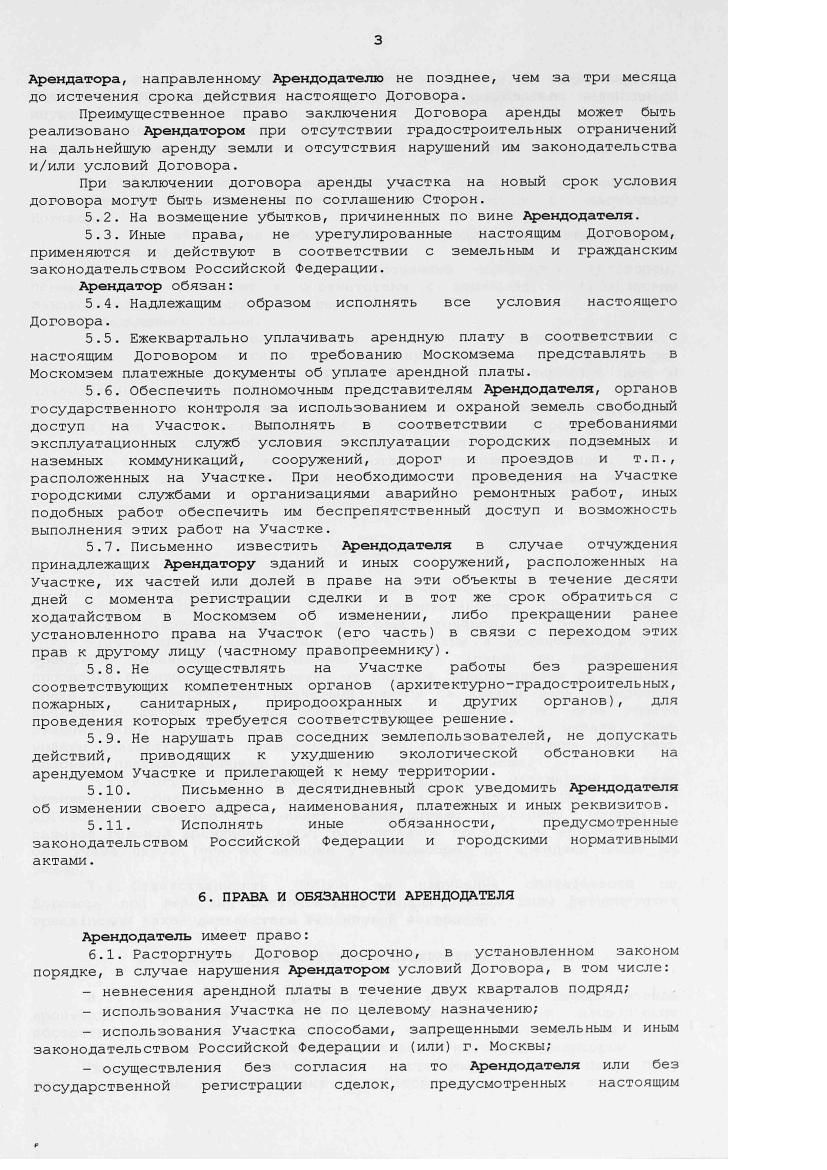 3
Арендатора, направленному Арендодателю не позднее, чем за три месяца
до истечения срока действия настоящего Договора.
Преимущественное право заключения Договора аренды может быть
реализовано Арендатором при отсутствии градостроительных ограничений
на дальнейшую аренду земли и отсутствия нарушений им законодательства
и/или условий Договора.
При заключении договора аренды участка на новый срок условия
договора могут быть изменены по соглашению Сторон.
5.2. На возмещение убытков, причиненных по вине Арендодателя.
5.3. Иные права, не урегулированные настоящим Договором,
применяются и действуют в соответствии с земельным и гражданским
законодательством Российской Федерации.
Арендатор обязан:
5.4. Надлежащим образом исполнять все условия настоящего
Договора.
5.5. Ежеквартально уплачивать арендную плату в соответствии с
настоящим Договором и по требованию Москомзема представлять в
Москомзем платежные документы об уплате арендной платы.
5.6. Обеспечить полномочным представителям Арендодателя, органов
государственного контроля за использованием и охраной земель свободный
доступ на Участок. Выполнять в соответствии с требованиями
эксплуатационных служб условия эксплуатации городских подземных и
наземных коммуникаций, сооружений, дорог и проездов и т.п.,
расположенных на Участке. При необходимости проведения на Участке
городскими службами и организациями аварийно ремонтных работ, иных
подобных работ обеспечить им беспрепятственный доступ и возможность
выполнения этих работ на Участке.
5.7. Письменно известить Арендодателя в случае отчуждения
принадлежащих Арендатору зданий и иных сооружений, расположенных на
Участке, их частей или долей в праве на эти объекты в течение десяти
дней с момента регистрации сделки и в тот же срок обратиться с
ходатайством в Москомзем об изменении, либо прекращении ранее
установленного права на Участок (его часть) в связи с переходом этих
прав к другому лицу (частному правопреемнику).
5.8. Не осуществлять на Участке работы без разрешения
соответствующих компетентных органов (архитектурно-градостроительных,
пожарных, санитарных, природоохранных и других органов), для
проведения которых требуется соответствующее решение.
5.9. Не нарушать прав соседних землепользователей, не допускать
действий, приводящих к ухудшению экологической обстановки на
арендуемом Участке и прилегающей к нему территории.
5.10. Письменно в десятидневный срок уведомить Арендодателя
об изменении своего адреса, наименования, платежных и иных реквизитов.
5.11. Исполнять иные обязанности, предусмотренные
законодательством Российской Федерации и городскими нормативными
актами.
6. ПРАВА И ОБЯЗАННОСТИ АРЕНДОДАТЕЛЯ
Арендодатель имеет право:
6.1. Расторгнуть Договор досрочно, в установленном законом
порядке, в случае нарушения Арендатором условий Договора, в том числе:
– невнесения арендной платы в течение двух кварталов подряд;
– использования Участка не по целевому назначению;
– использования Участка способами, запрещенными земельным и иным
законодательством Российской Федерации и (или) г. Москвы;
– осуществления без согласия на то Арендодателя или без
государственной регистрации сделок, предусмотренных настоящим